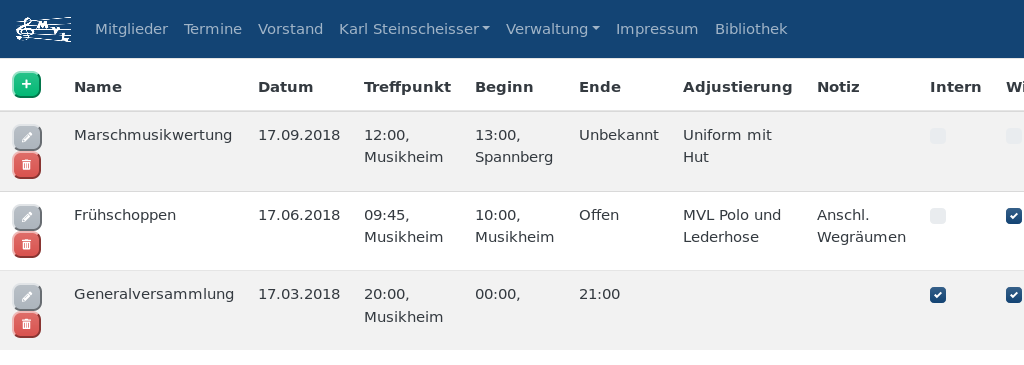 MVL Mitglieder Termine Vorstand Karl Steinscheisser Verwaltung Impressum Bibliothek
+ Name Datum Treffpunkt Beginn Ende Adjustierung Notiz Intern Wi
Marschmusikwertung 17.09.2018 12:00, 13:00, Unbekannt Uniform mit
Musikheim Spannberg Hut
Frühschoppen 17.06.2018 09:45, 10:00, Offen MVL Polo und Anschl.
Musikheim Musikheim Lederhose Wegräumen
Generalversammlung 17.03.2018 20:00, 00:00, 21:00
Musikheim